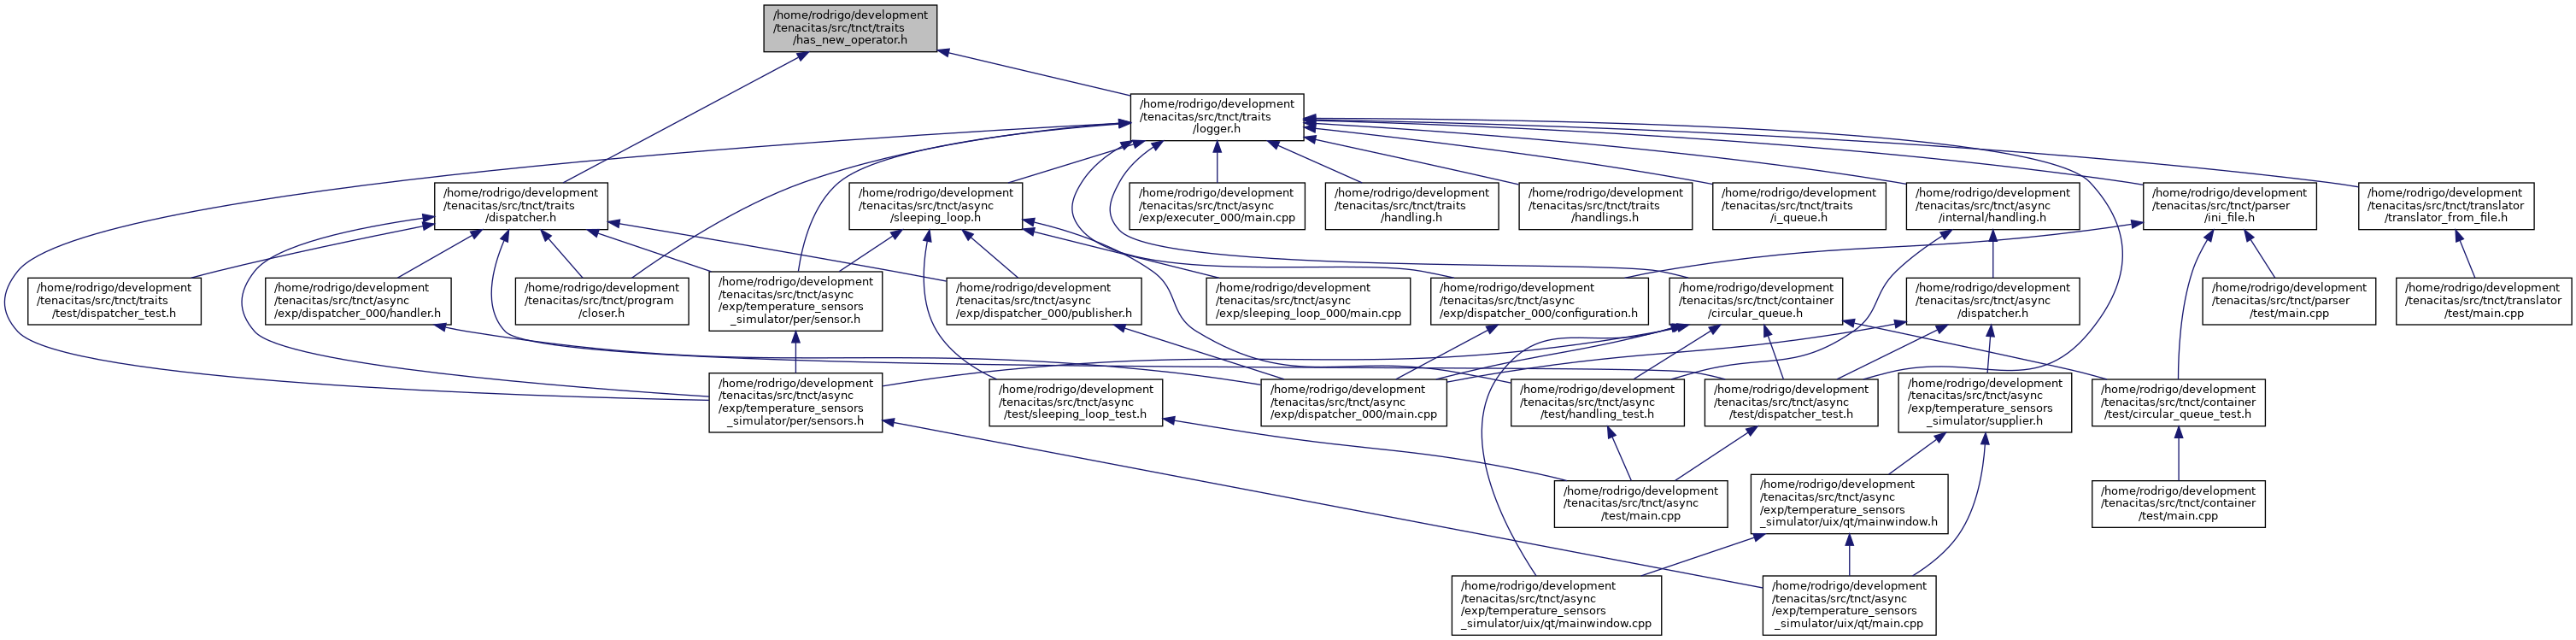 /home/rodrigo/development
/tenacitas/src/tnct/traits
/has_new_operator.h
/home/rodrigo/development
/tenacitas/src/tnct/traits
/logger.h
/home/rodrigo/development
/tenacitas/src/tnct/traits
/dispatcher.h
/home/rodrigo/development
/tenacitas/src/tnct/async
/sleeping_loop.h
/home/rodrigo/development
/tenacitas/src/tnct/async
/exp/executer_000/main.cpp
/home/rodrigo/development
/tenacitas/src/tnct/traits
/handling.h
/home/rodrigo/development
/tenacitas/src/tnct/traits
/handlings.h
/home/rodrigo/development
/tenacitas/src/tnct/traits
/i_queue.h
/home/rodrigo/development
/tenacitas/src/tnct/async
/internal/handling.h
/home/rodrigo/development
/tenacitas/src/tnct/parser
/ini_file.h
/home/rodrigo/development
/tenacitas/src/tnct/translator
/translator_from_file.h
/home/rodrigo/development
/tenacitas/src/tnct/traits
/test/dispatcher_test.h
/home/rodrigo/development
/tenacitas/src/tnct/async
/exp/dispatcher_000/handler.h
/home/rodrigo/development
/tenacitas/src/tnct/program
/closer.h
/home/rodrigo/development
/tenacitas/src/tnct/async
/exp/temperature_sensors
_simulator/per/sensor.h
/home/rodrigo/development
/tenacitas/src/tnct/async
/exp/dispatcher_000/publisher.h
/home/rodrigo/development
/tenacitas/src/tnct/async
/exp/sleeping_loop_000/main.cpp
/home/rodrigo/development
/tenacitas/src/tnct/async
/exp/dispatcher_000/configuration.h
/home/rodrigo/development
/tenacitas/src/tnct/container
/circular_queue.h
/home/rodrigo/development
/tenacitas/src/tnct/async
/dispatcher.h
/home/rodrigo/development
/tenacitas/src/tnct/parser
/test/main.cpp
/home/rodrigo/development
/tenacitas/src/tnct/translator
/test/main.cpp
/home/rodrigo/development
/tenacitas/src/tnct/async
/exp/temperature_sensors
_simulator/per/sensors.h
/home/rodrigo/development
/tenacitas/src/tnct/async
/test/sleeping_loop_test.h
/home/rodrigo/development
/tenacitas/src/tnct/async
/exp/dispatcher_000/main.cpp
/home/rodrigo/development
/tenacitas/src/tnct/async
/test/handling_test.h
/home/rodrigo/development
/tenacitas/src/tnct/async
/test/dispatcher_test.h
/home/rodrigo/development
/tenacitas/src/tnct/async
/exp/temperature_sensors
_simulator/supplier.h
/home/rodrigo/development
/tenacitas/src/tnct/container
/test/circular_queue_test.h
/home/rodrigo/development
/tenacitas/src/tnct/async
/test/main.cpp
/home/rodrigo/development
/tenacitas/src/tnct/async
/exp/temperature_sensors
_simulator/uix/qt/mainwindow.h
/home/rodrigo/development
/tenacitas/src/tnct/container
/test/main.cpp
/home/rodrigo/development
/tenacitas/src/tnct/async
/exp/temperature_sensors
_simulator/uix/qt/mainwindow.cpp
/home/rodrigo/development
/tenacitas/src/tnct/async
/exp/temperature_sensors
_simulator/uix/qt/main.cpp